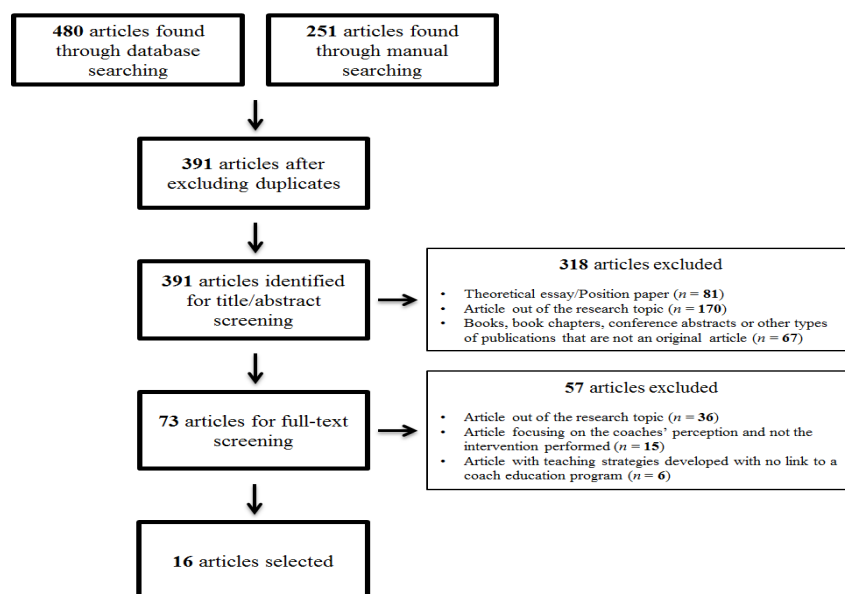 480 articles found
through database
searching
251 articles found
through manual
searching
391 articles after
excluding duplicates
391 articles identified
for title/abstract
screening
318 articles excluded
• Theoretical essay/Position paper (n = 81)
• Article out of the research topic (n = 170)
• Books, book chapters, conference abstracts or other types
of publications that are not an original article (n = 67)
73 articles for full-text
screening
57 articles excluded
• Article out of the research topic (n = 36)
• Article focusing on the coaches' perception and not the
intervention performed (n = 15)
• Article with teaching strategies developed with no link to a
coach education program (n = 6)
16 articles selected